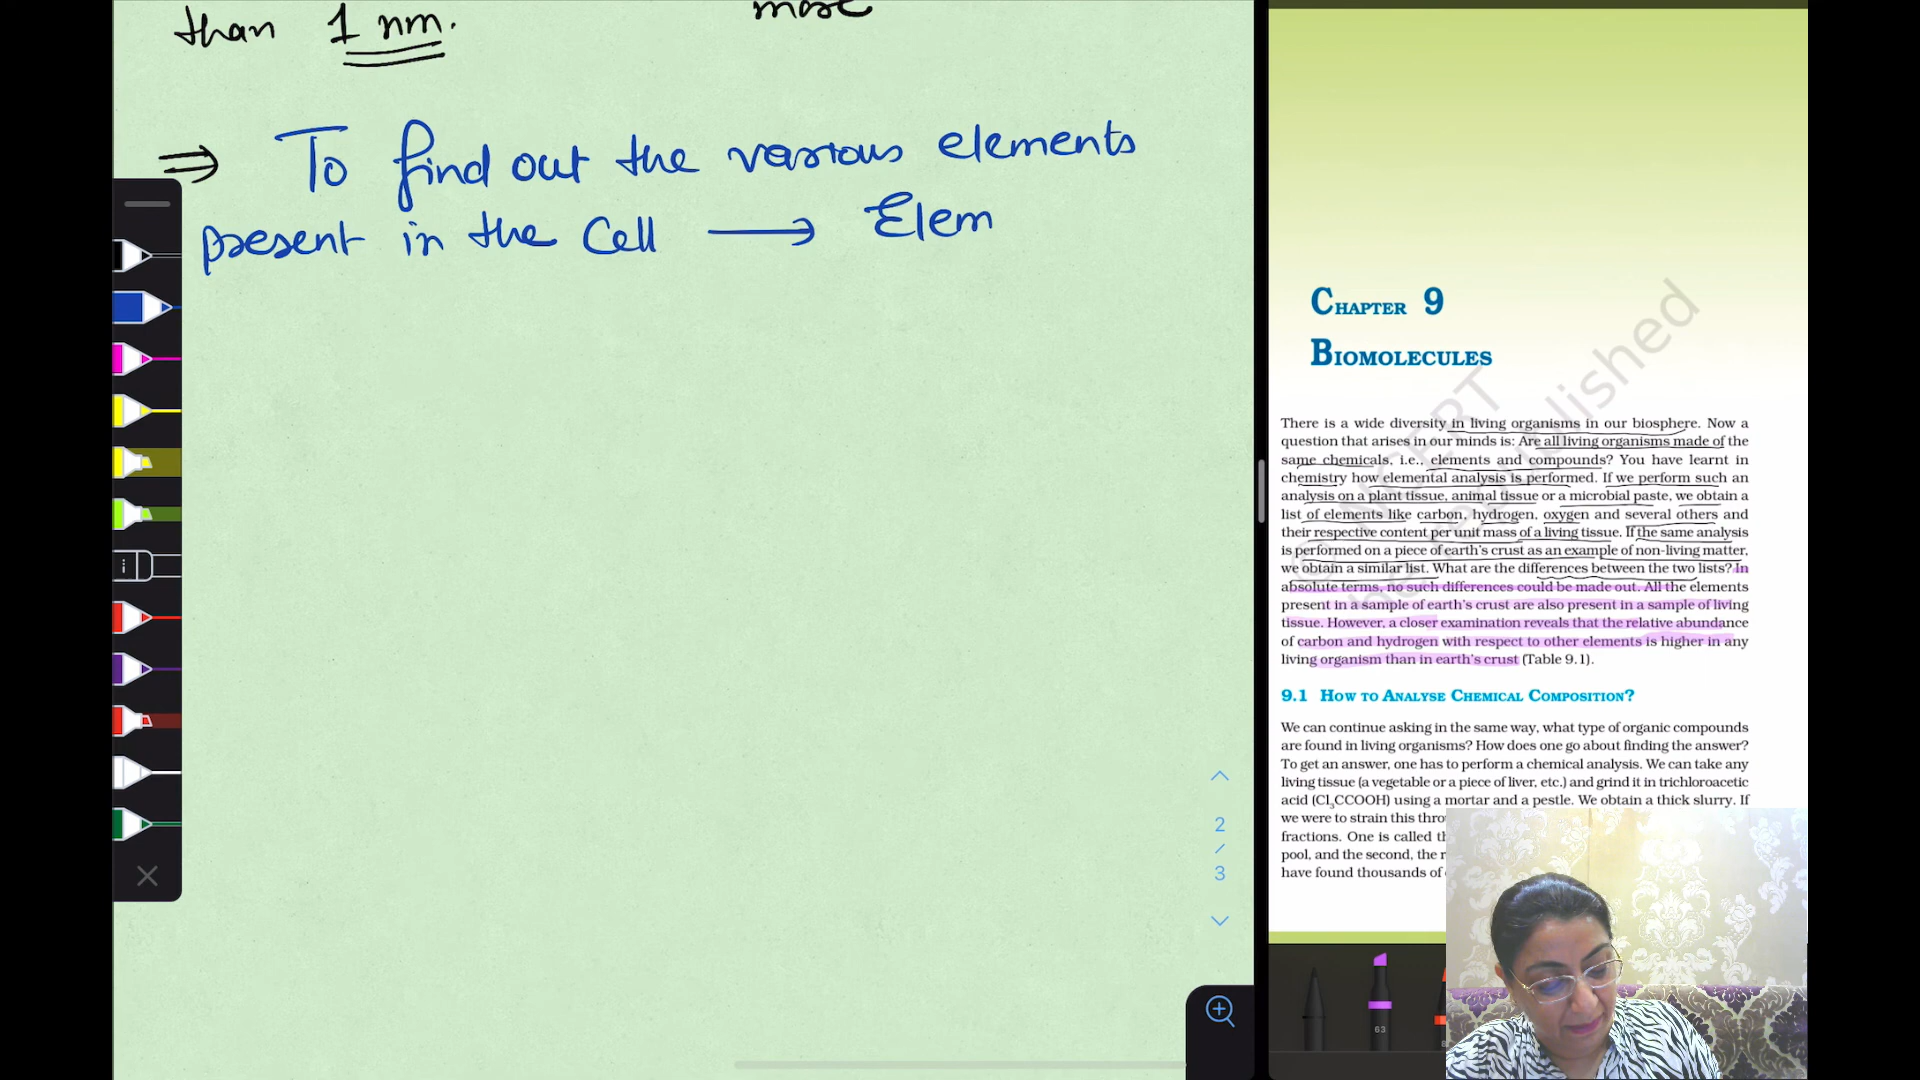 than 1 nm.
more
⇒ To find out the various elements
present in the Cell ⟶ Elem
2
/
3
CHAPTER 9
BIOMOLECULES
There is a wide diversity in living organisms in our biosphere. Now a
question that arises in our minds is: Are all living organisms made of the
same chemicals, i.e., elements and compounds? You have learnt in
chemistry how elemental analysis is performed. If we perform such an
analysis on a plant tissue, animal tissue or a microbial paste, we obtain a
list of elements like carbon, hydrogen, oxygen and several others and
their respective content per unit mass of a living tissue. If the same analysis
is performed on a piece of earth's crust as an example of non-living matter,
we obtain a similar list. What are the differences between the two lists? In
absolute terms, no such differences could be made out. All the elements
present in a sample of earth's crust are also present in a sample of living
tissue. However, a closer examination reveals that the relative abundance
of carbon and hydrogen with respect to other elements is higher in any
living organism than in earth's crust (Table 9.1).
9.1 HOW TO ANALYSE CHEMICAL COMPOSITION?
We can continue asking in the same way, what type of organic compounds
are found in living organisms? How does one go about finding the answer?
To get an answer, one has to perform a chemical analysis. We can take any
living tissue (a vegetable or a piece of liver, etc.) and grind it in trichloroacetic
acid (Cl₃CCOOH) using a mortar and a pestle. We obtain a thick slurry. If
we were to strain this thro
fractions. One is called th
pool, and the second, the r
have found thousands of
© NCERT
published
63